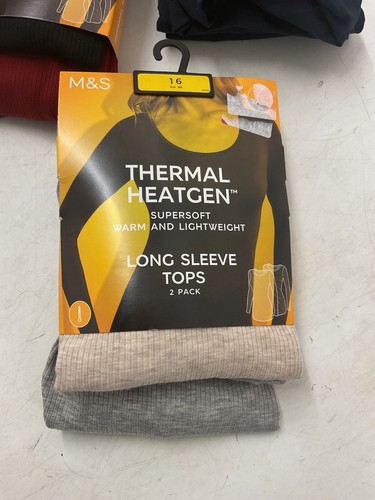 M&S
16
THERMAL
HEATGEN™
SUPERSOFT
WARM AND LIGHTWEIGHT
LONG SLEEVE
TOPS
2 PACK